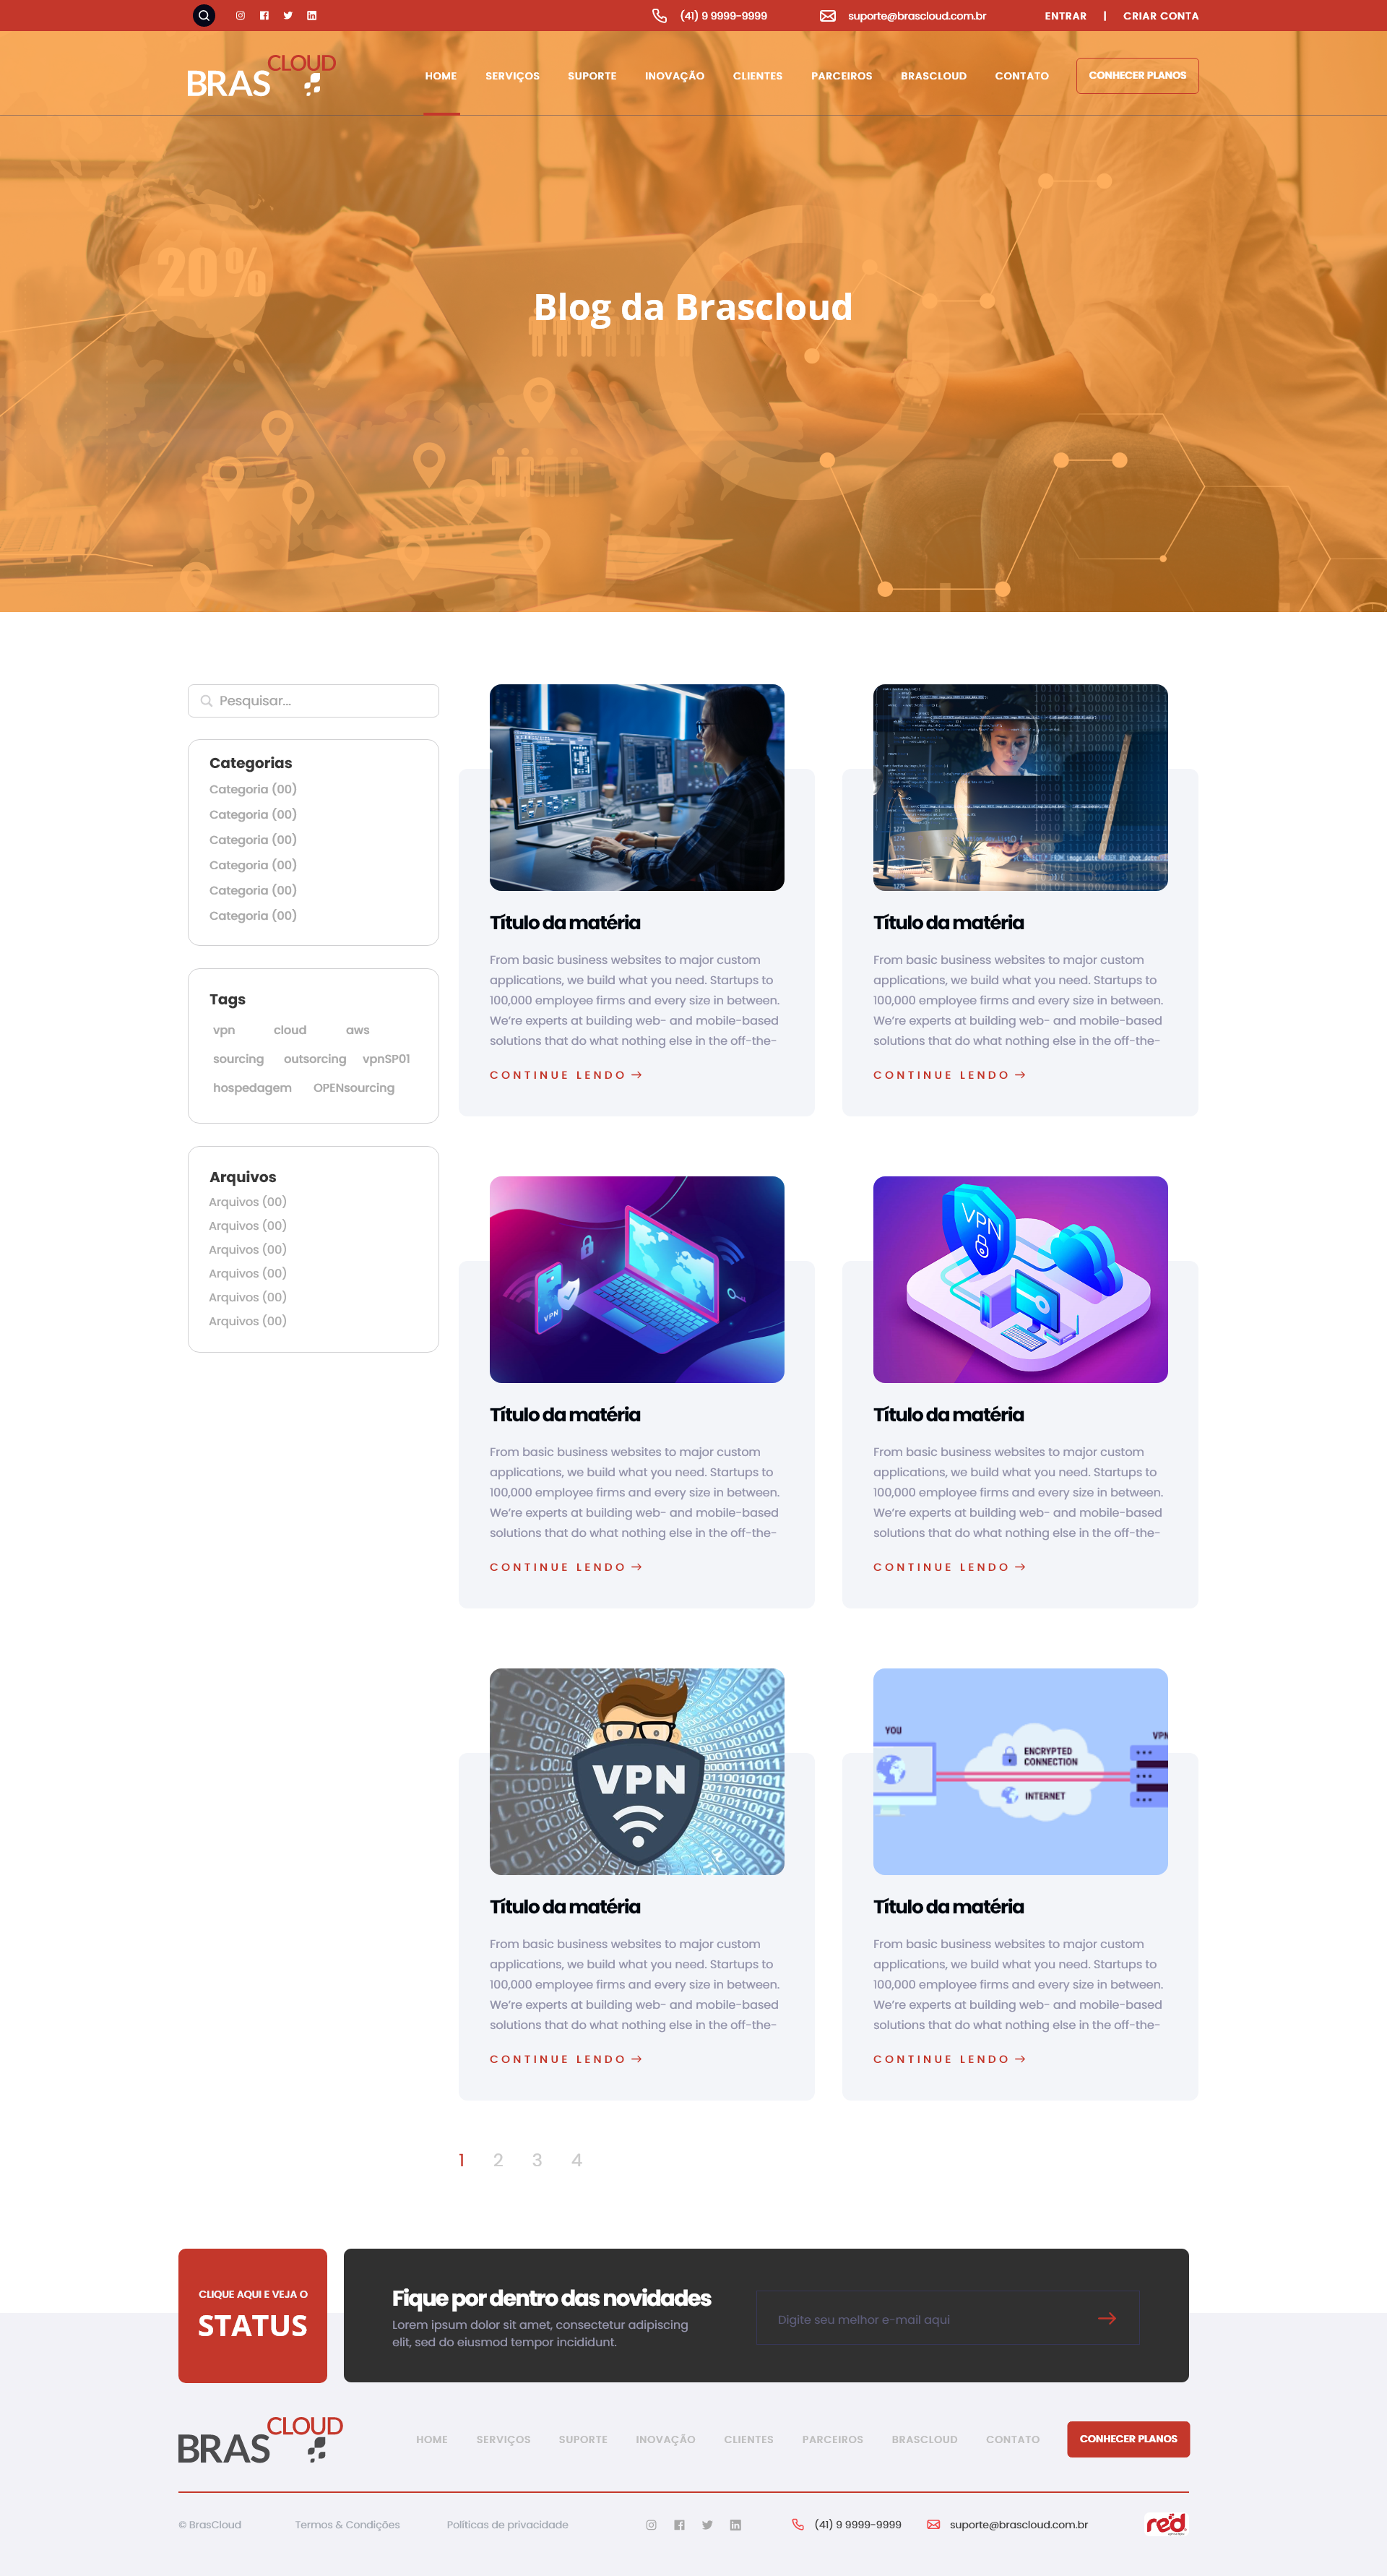 (41) 9 9999-9999
suporte@brascloud.com.br
ENTRAR | CRIAR CONTA
BRAS CLOUD
HOME SERVIÇOS SUPORTE INOVAÇÃO CLIENTES PARCEIROS BRASCLOUD CONTATO
CONHECER PLANOS
20%
Blog da Brascloud
Pesquisar...
Categorias
Categoria (00)
Categoria (00)
Categoria (00)
Categoria (00)
Categoria (00)
Categoria (00)
Tags
vpn cloud aws
sourcing outsorcing vpnSP01
hospedagem OPENsourcing
Arquivos
Arquivos (00)
Arquivos (00)
Arquivos (00)
Arquivos (00)
Arquivos (00)
Arquivos (00)
Título da matéria
From basic business websites to major custom
applications, we build what you need. Startups to
100,000 employee firms and every size in between.
We're experts at building web- and mobile-based
solutions that do what nothing else in the off-the-
CONTINUE LENDO
Título da matéria
From basic business websites to major custom
applications, we build what you need. Startups to
100,000 employee firms and every size in between.
We're experts at building web- and mobile-based
solutions that do what nothing else in the off-the-
CONTINUE LENDO
VPN
Título da matéria
From basic business websites to major custom
applications, we build what you need. Startups to
100,000 employee firms and every size in between.
We're experts at building web- and mobile-based
solutions that do what nothing else in the off-the-
CONTINUE LENDO
VPN
Título da matéria
From basic business websites to major custom
applications, we build what you need. Startups to
100,000 employee firms and every size in between.
We're experts at building web- and mobile-based
solutions that do what nothing else in the off-the-
CONTINUE LENDO
VPN
Título da matéria
From basic business websites to major custom
applications, we build what you need. Startups to
100,000 employee firms and every size in between.
We're experts at building web- and mobile-based
solutions that do what nothing else in the off-the-
CONTINUE LENDO
YOU
VPN
ENCRYPTED
CONNECTION
INTERNET
Título da matéria
From basic business websites to major custom
applications, we build what you need. Startups to
100,000 employee firms and every size in between.
We're experts at building web- and mobile-based
solutions that do what nothing else in the off-the-
CONTINUE LENDO
1 2 3 4
CLIQUE AQUI E VEJA O
STATUS
Fique por dentro das novidades
Lorem ipsum dolor sit amet, consectetur adipiscing
elit, sed do eiusmod tempor incididunt.
Digite seu melhor e-mail aqui
BRAS CLOUD
HOME SERVIÇOS SUPORTE INOVAÇÃO CLIENTES PARCEIROS BRASCLOUD CONTATO
CONHECER PLANOS
© BrasCloud
Termos & Condições
Políticas de privacidade
(41) 9 9999-9999
suporte@brascloud.com.br
red